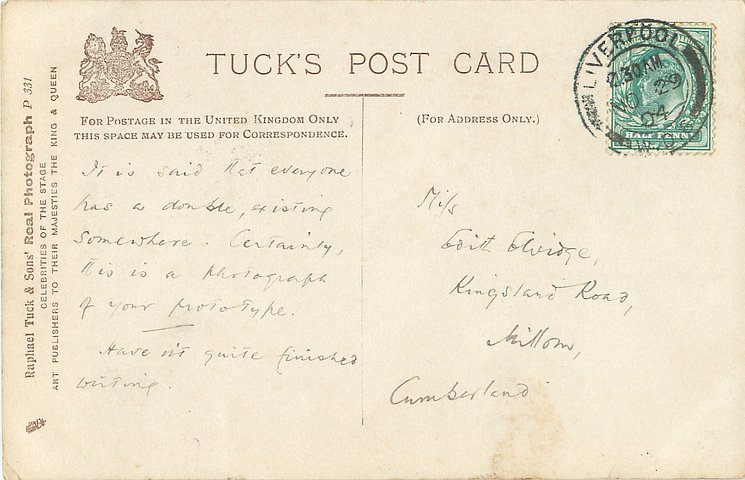 TUCK'S POST CARD
FOR POSTAGE IN THE UNITED KINGDOM ONLY
THIS SPACE MAY BE USED FOR CORRESPONDENCE.
(FOR ADDRESS ONLY.)
Raphael Tuck & Sons' Real Photograph P 331
CELEBRITIES OF THE STAGE
ART PUBLISHERS TO THEIR MAJESTIES THE KING & QUEEN
LIVERPOOL
2.30 AM
NO 29
04
HALF PENNY
It is said that everyone
has a double, existing
somewhere. Certainly,
this is a photograph
of your prototype.
Have n't quite finished
writing.
Miss
Edith Elvidge,
Kingsland Road,
Millom,
Cumberland